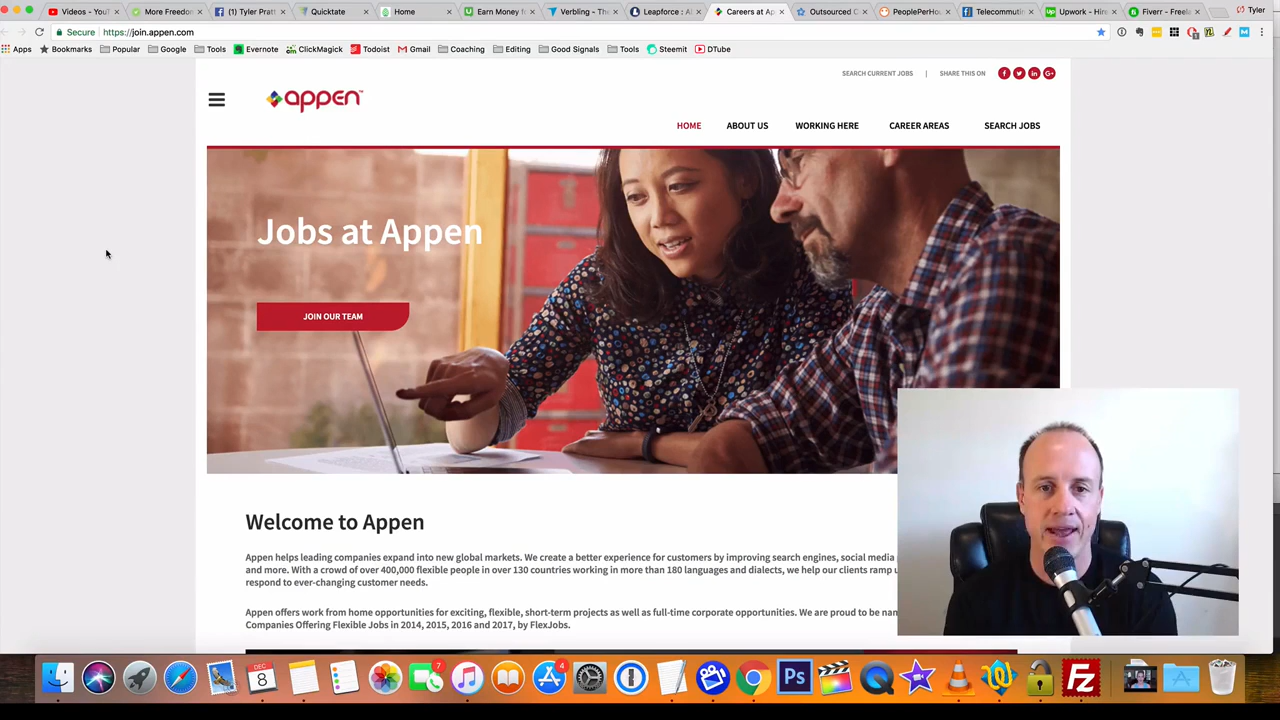 Videos - YouT
More Freedom
(1) Tyler Pratt
Quicktate
Home
Earn Money fo
Verbling - The
Leapforce : A
Careers at Ap
Outsourced C
PeoplePerHou
Telecommutin
Upwork - Hire
Fiverr - Freela
Tyler
Secure
https://join.appen.com
Apps
Bookmarks
Popular
Google
Tools
Evernote
ClickMagick
Todoist
Gmail
Coaching
Editing
Good Signals
Tools
Steemit
DTube
SEARCH CURRENT JOBS | SHARE THIS ON
appen
HOME
ABOUT US
WORKING HERE
CAREER AREAS
SEARCH JOBS
Jobs at Appen
JOIN OUR TEAM
Welcome to Appen
Appen helps leading companies expand into new global markets. We create a better experience for customers by improving search engines, social media
and more. With a crowd of over 400,000 flexible people in over 130 countries working in more than 180 languages and dialects, we help our clients ramp
respond to ever-changing customer needs.
Appen offers work from home opportunities for exciting, flexible, short-term projects as well as full-time corporate opportunities. We are proud to be
Companies Offering Flexible Jobs in 2014, 2015, 2016 and 2017, by FlexJobs.
DEC
8
7
4
Ps
Fz